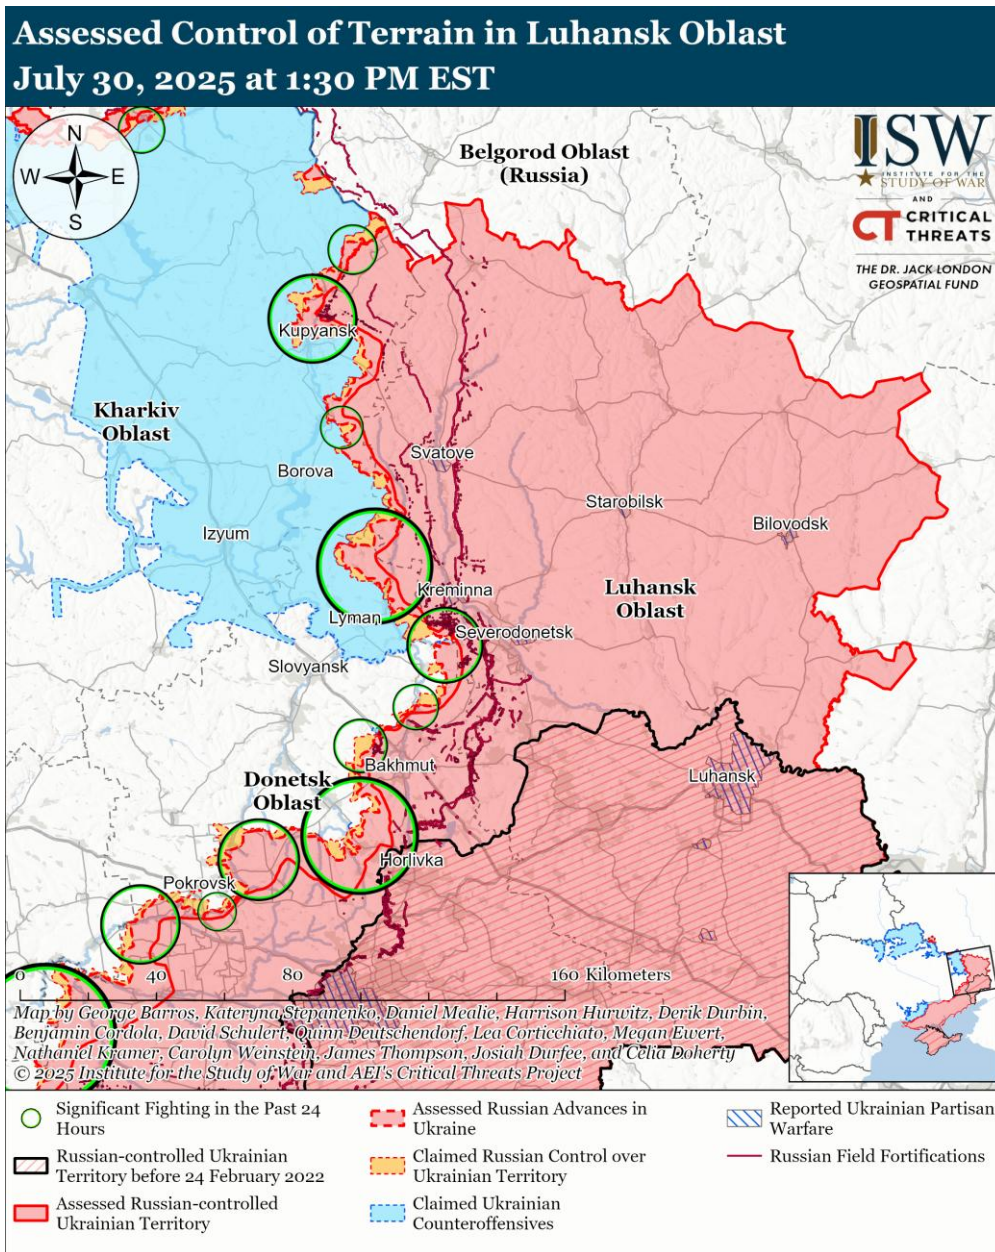 Assessed Control of Terrain in Luhansk Oblast
July 30, 2025 at 1:30 PM EST
N
W
E
S
Belgorod Oblast
(Russia)
ISW
INSTITUTE FOR THE
STUDY OF WAR
AND
CT CRITICAL
THREATS
THE DR. JACK LONDON
GEOSPATIAL FUND
Kupyansk
Kharkiv
Oblast
Svatove
Borova
Starobilsk
Bilovodsk
Izyum
Kreminna
Luhansk
Oblast
Lyman
Severodonetsk
Slovyansk
Bakhmut
Luhansk
Donetsk
Oblast
Horlivka
Pokrovsk
0
40
80
160 Kilometers
Map by George Barros, Kateryna Stepanenko, Daniel Mealie, Harrison Hurwitz, Derik Durbin,
Benjamin Cordola, David Schulert, Quinn Dentschendorf, Lea Corticchiato, Megan Ewert,
Nathaniel Kramer, Carolyn Weinstein, James Thompson, Josiah Durfee, and Celia Doherty
© 2025 Institute for the Study of War and AEI's Critical Threats Project
Significant Fighting in the Past 24
Hours
Russian-controlled Ukrainian
Territory before 24 February 2022
Assessed Russian-controlled
Ukrainian Territory
Assessed Russian Advances in
Ukraine
Claimed Russian Control over
Ukrainian Territory
Claimed Ukrainian
Counteroffensives
Reported Ukrainian Partisan
Warfare
Russian Field Fortifications